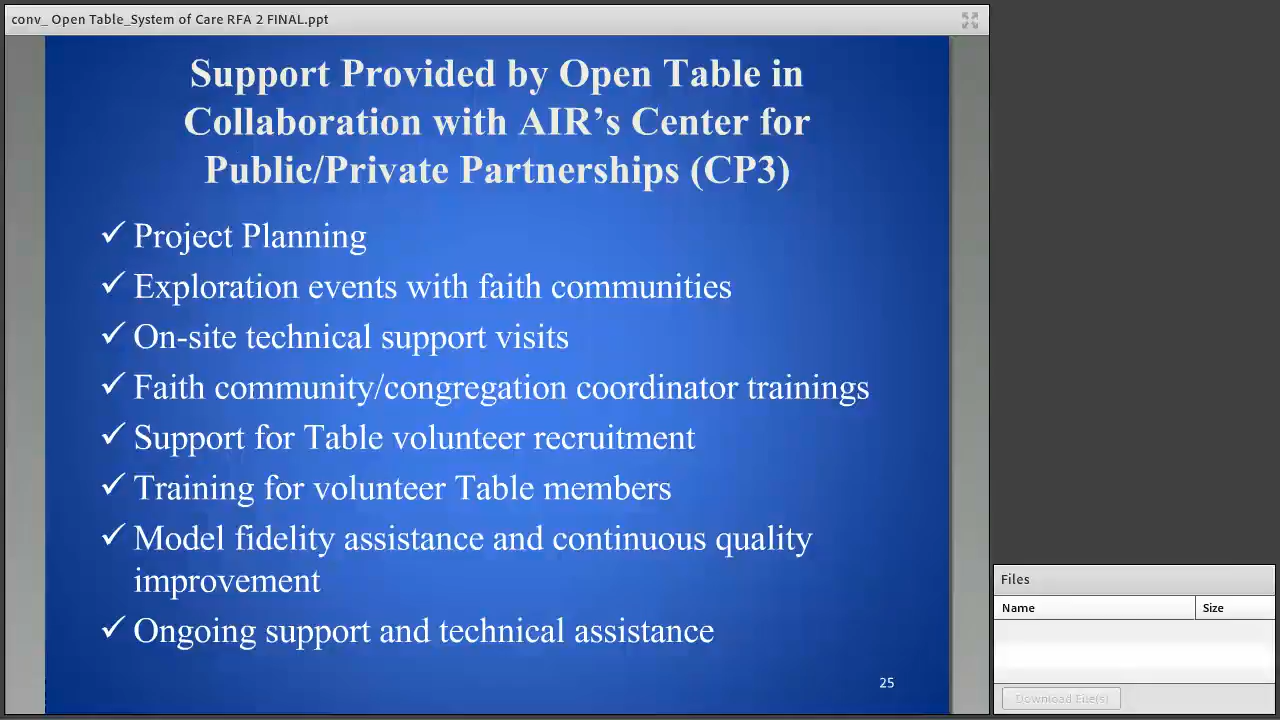 conv_ Open Table_System of Care RFA 2 FINAL.ppt
Support Provided by Open Table in
Collaboration with AIR’s Center for
Public/Private Partnerships (CP3)
✓ Project Planning
✓ Exploration events with faith communities
✓ On-site technical support visits
✓ Faith community/congregation coordinator trainings
✓ Support for Table volunteer recruitment
✓ Training for volunteer Table members
✓ Model fidelity assistance and continuous quality
improvement
✓ Ongoing support and technical assistance
25
Files
Name Size
Download File(s)